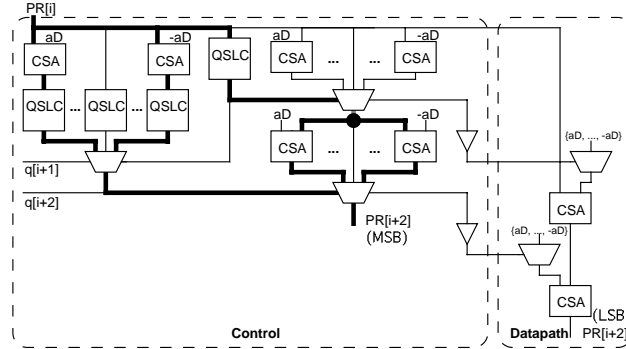 PR[i]
aD -aD aD -aD
CSA CSA QSLC CSA ... ... CSA
QSLC ... QSLC ... QSLC
aD -aD
{aD, ..., -aD}
CSA ... ... CSA
q[i+1]
q[i+2]
CSA
PR[i+2]
(MSB)
{aD, ..., -aD}
CSA
(LSB
Control Datapath PR[i+2]